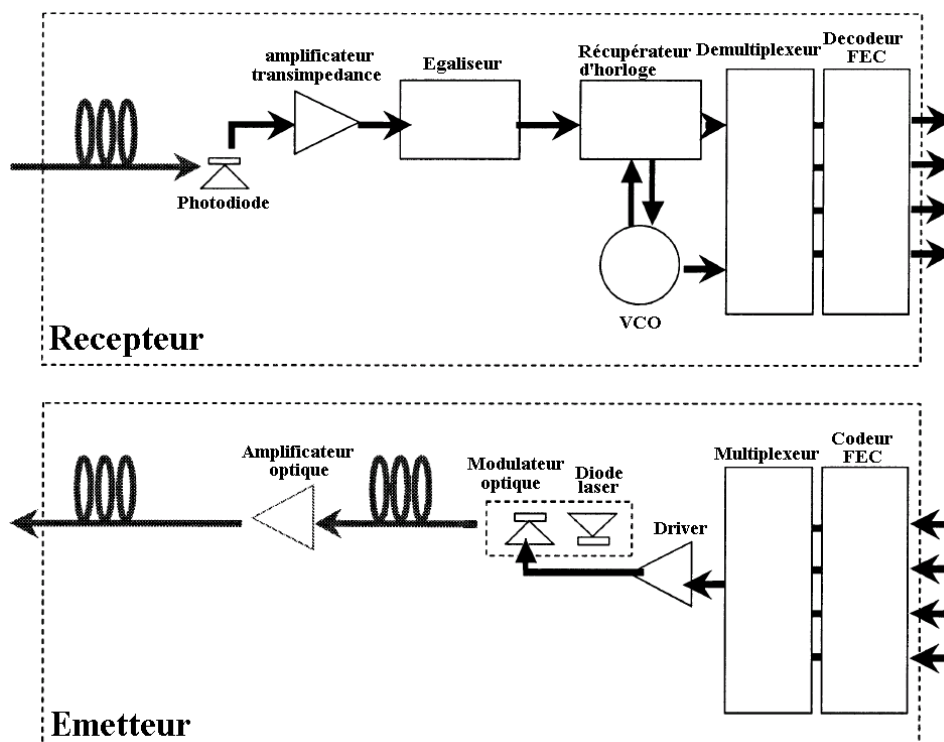 amplificateur
transimpedance
Egaliseur
Récupérateur
d'horloge
Demultiplexeur
Decodeur
FEC
Photodiode
VCO
Recepteur
Amplificateur
optique
Modulateur
optique
Diode
laser
Driver
Multiplexeur
Codeur
FEC
Emetteur